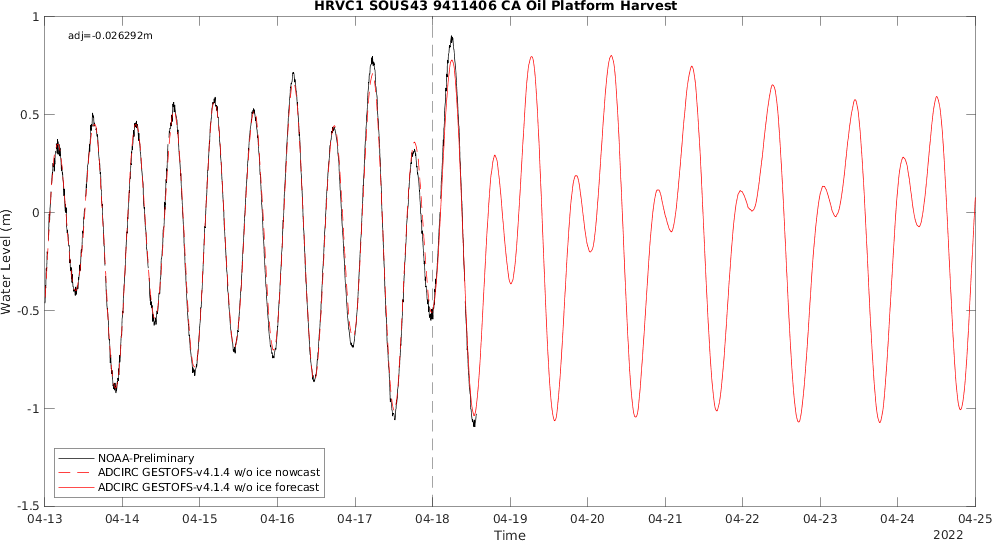 HRVC1 SOUS43 9411406 CA Oil Platform Harvest
adj=-0.026292m
1
0.5
0
-0.5
-1
-1.5
Water Level (m)
NOAA-Preliminary
ADCIRC GESTOFS-v4.1.4 w/o ice nowcast
ADCIRC GESTOFS-v4.1.4 w/o ice forecast
04-13 04-14 04-15 04-16 04-17 04-18 04-19 04-20 04-21 04-22 04-23 04-24 04-25
Time
2022